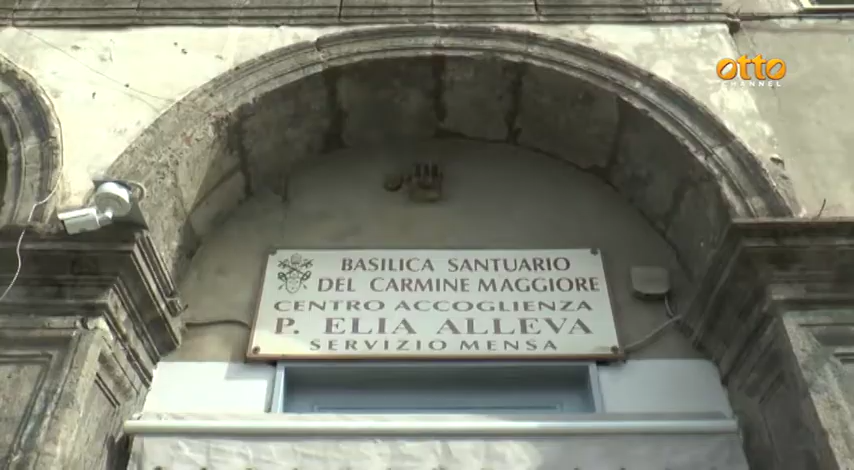 otto
CHANNEL
BASILICA SANTUARIO
DEL CARMINE MAGGIORE
CENTRO ACCOGLIENZA
P. ELIA ALLEVA
SERVIZIO MENSA